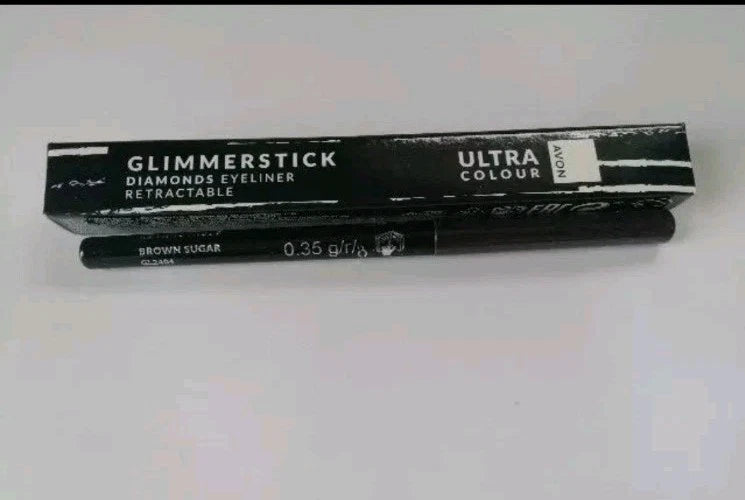 GLIMMERSTICK
DIAMONDS EYELINER
RETRACTABLE
ULTRA
COLOUR
AVON
BROWN SUGAR
0.35 g/r/g